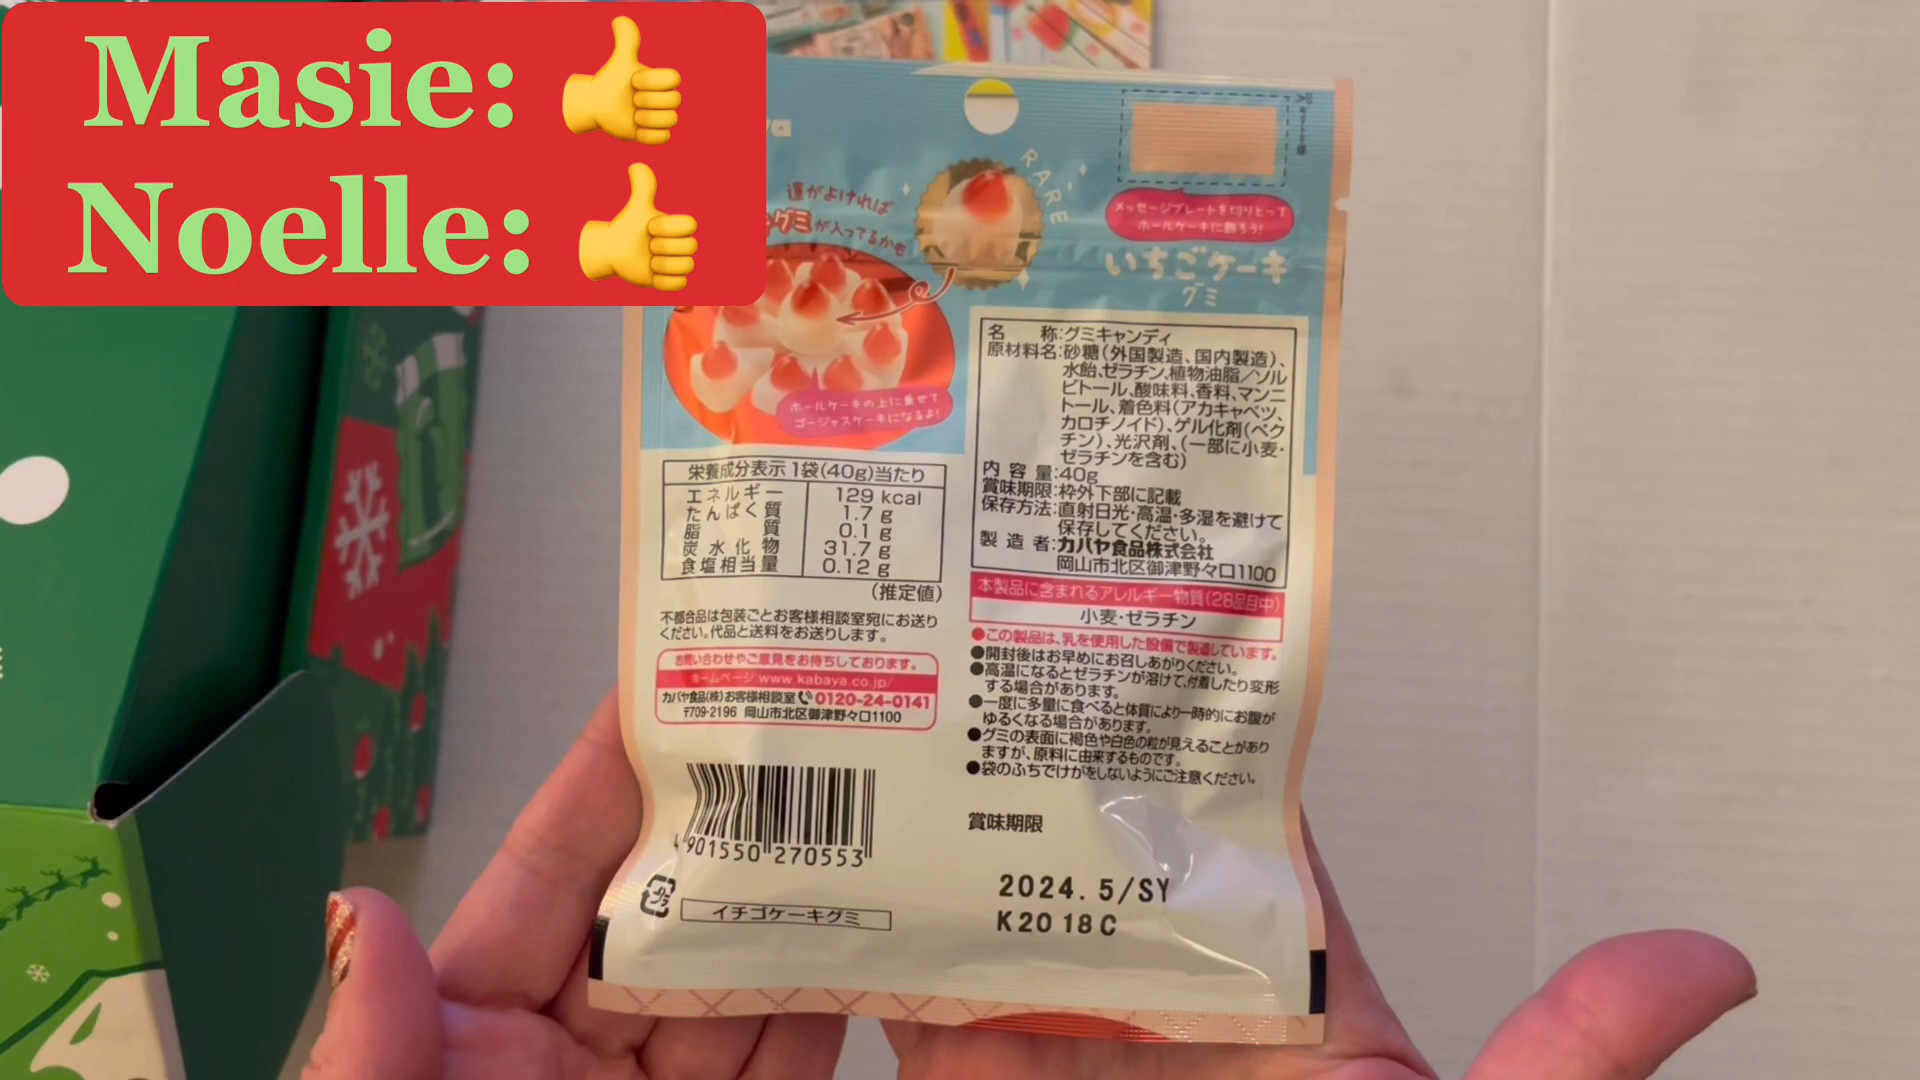 Masie: 👍
Noelle: 👍
運がよければ
グミが入ってるかも
RARE
メッセージプレートを切りとって
ホールケーキに飾ろう!
いちごケーキ
グミ
ホールケーキの上に乗せて
ゴージャスケーキになるよ!
名 称:グミキャンディ
原材料名:砂糖(外国製造、国内製造)、
水飴、ゼラチン、植物油脂/ソル
ビトール、酸味料、香料、マンニ
トール、着色料(アカキャベツ、
カロチノイド)、ゲル化剤(ペク
チン)、光沢剤、(一部に小麦・
ゼラチンを含む)
内 容 量:40g
賞味期限:枠外下部に記載
保存方法:直射日光・高温・多湿を避けて
保存してください。
製 造 者:カバヤ食品株式会社
岡山市北区御津野々口1100
栄養成分表示 1袋(40g)当たり
エネルギー 129 kcal
たんぱく質 1.7 g
脂 質 0.1 g
炭水化物 31.7 g
食塩相当量 0.12 g
(推定値)
不都合品は包装ごとお客様相談室宛にお送り
ください。代品と送料をお送りします。
お問い合わせやご意見をお待ちしております。
ホームページ:www.kabaya.co.jp/
カバヤ食品(株)お客様相談室 0120-24-0141
〒709-2196 岡山市北区御津野々口1100
本製品に含まれるアレルギー物質(28品目中)
小麦・ゼラチン
●この製品は、乳を使用した設備で製造しています。
●開封後はお早めにお召しあがりください。
●高温になるとゼラチンが溶けて、付着したり変形
する場合があります。
●一度に多量に食べると体質により一時的にお腹が
ゆるくなる場合があります。
●グミの表面に褐色や白色の粒が見えることがあり
ますが、原料に由来するものです。
●袋のふちでけがをしないようにご注意ください。
4 901550 270553
賞味期限
2024. 5/SY
K20 18C
プラ
イチゴケーキグミ